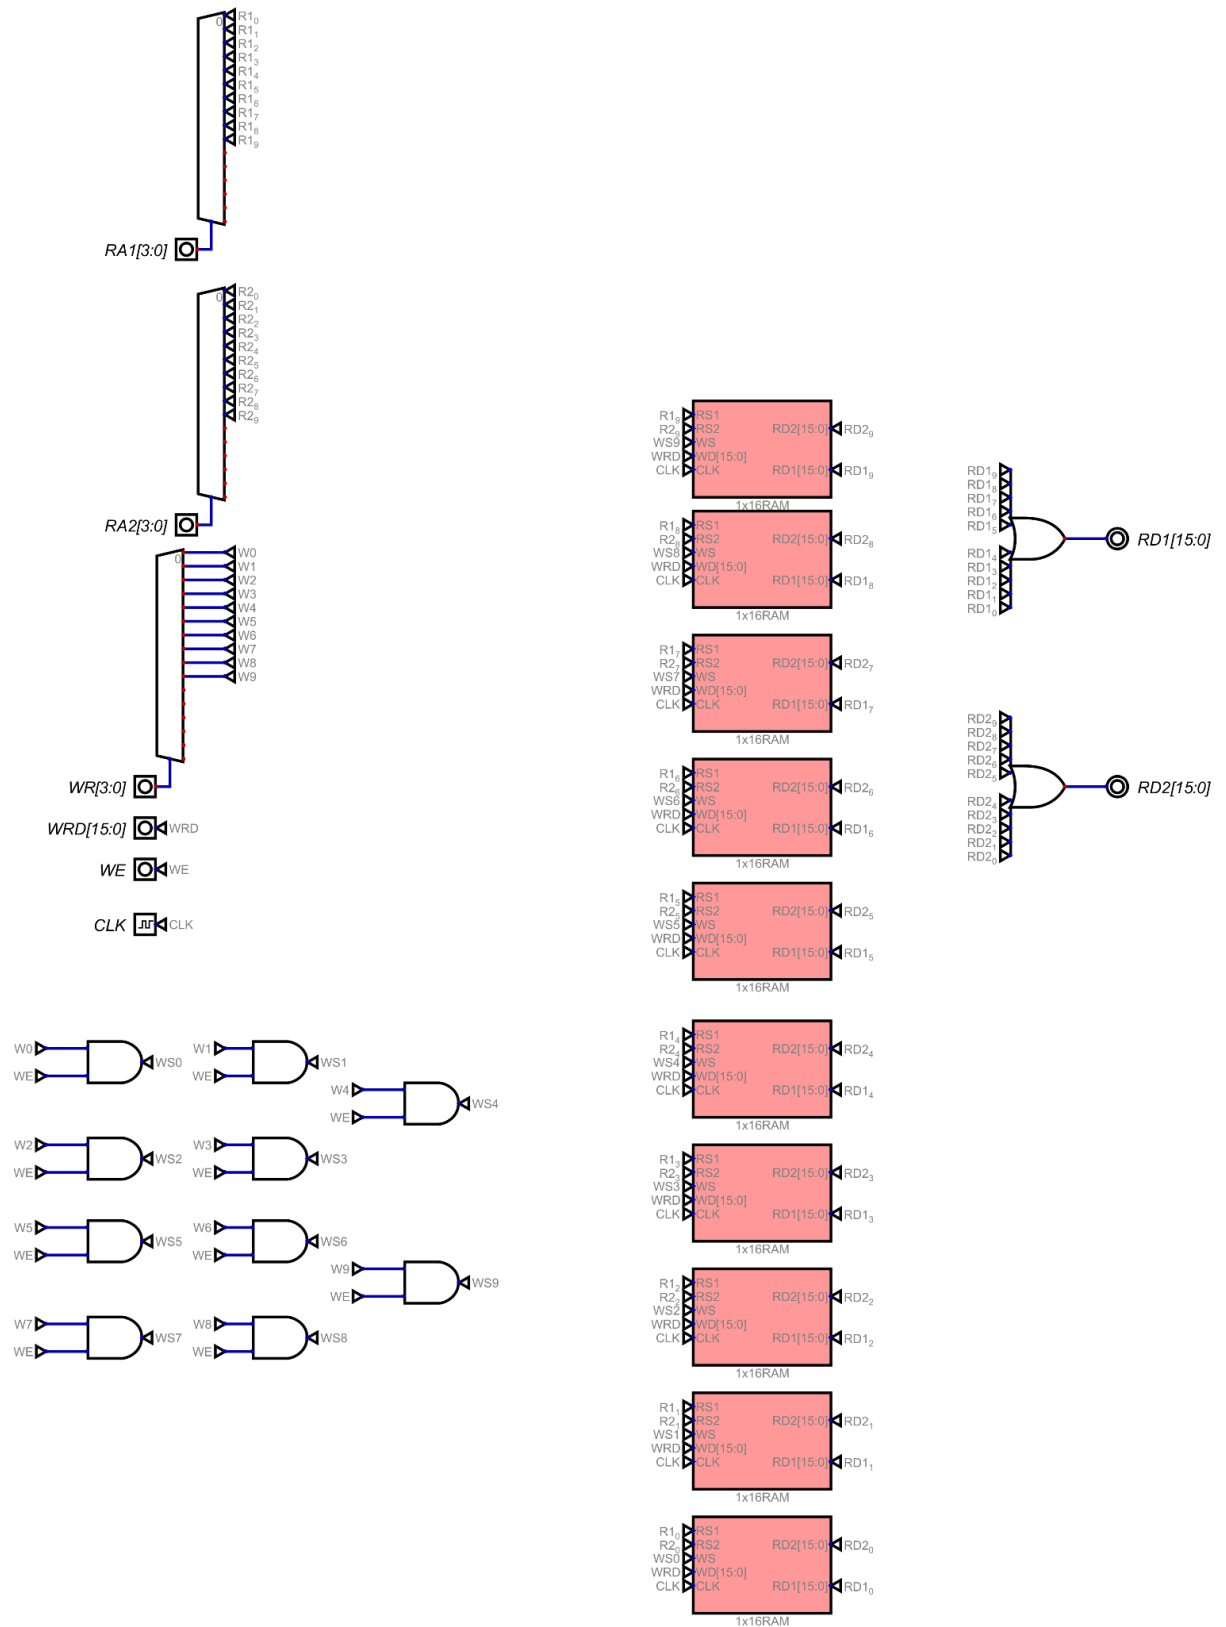 0
R1₀
R1₁
R1₂
R1₃
R1₄
R1₅
R1₆
R1₇
R1₈
R1₉
RA1[3:0]
0
R2₀
R2₁
R2₂
R2₃
R2₄
R2₅
R2₆
R2₇
R2₈
R2₉
RA2[3:0]
0
W0
W1
W2
W3
W4
W5
W6
W7
W8
W9
WR[3:0]
WRD[15:0] WRD
WE WE
CLK CLK
W0
WE
WS0
W1
WE
WS1
W4
WE
WS4
W2
WE
WS2
W3
WE
WS3
W5
WE
WS5
W6
WE
WS6
W9
WE
WS9
W7
WE
WS7
W8
WE
WS8
R1₉ RS1
R2₉ RS2 RD2[15:0] RD2₉
WS9 WS
WRD WD[15:0]
CLK CLK RD1[15:0] RD1₉
1x16RAM
R1₈ RS1
R2₈ RS2 RD2[15:0] RD2₈
WS8 WS
WRD WD[15:0]
CLK CLK RD1[15:0] RD1₈
1x16RAM
R1₇ RS1
R2₇ RS2 RD2[15:0] RD2₇
WS7 WS
WRD WD[15:0]
CLK CLK RD1[15:0] RD1₇
1x16RAM
R1₆ RS1
R2₆ RS2 RD2[15:0] RD2₆
WS6 WS
WRD WD[15:0]
CLK CLK RD1[15:0] RD1₆
1x16RAM
R1₅ RS1
R2₅ RS2 RD2[15:0] RD2₅
WS5 WS
WRD WD[15:0]
CLK CLK RD1[15:0] RD1₅
1x16RAM
R1₄ RS1
R2₄ RS2 RD2[15:0] RD2₄
WS4 WS
WRD WD[15:0]
CLK CLK RD1[15:0] RD1₄
1x16RAM
R1₃ RS1
R2₃ RS2 RD2[15:0] RD2₃
WS3 WS
WRD WD[15:0]
CLK CLK RD1[15:0] RD1₃
1x16RAM
R1₂ RS1
R2₂ RS2 RD2[15:0] RD2₂
WS2 WS
WRD WD[15:0]
CLK CLK RD1[15:0] RD1₂
1x16RAM
R1₁ RS1
R2₁ RS2 RD2[15:0] RD2₁
WS1 WS
WRD WD[15:0]
CLK CLK RD1[15:0] RD1₁
1x16RAM
R1₀ RS1
R2₀ RS2 RD2[15:0] RD2₀
WS0 WS
WRD WD[15:0]
CLK CLK RD1[15:0] RD1₀
1x16RAM
RD1₉
RD1₈
RD1₇
RD1₆
RD1₅
RD1[15:0]
RD1₄
RD1₃
RD1₂
RD1₁
RD1₀
RD2₉
RD2₈
RD2₇
RD2₆
RD2₅
RD2[15:0]
RD2₄
RD2₃
RD2₂
RD2₁
RD2₀